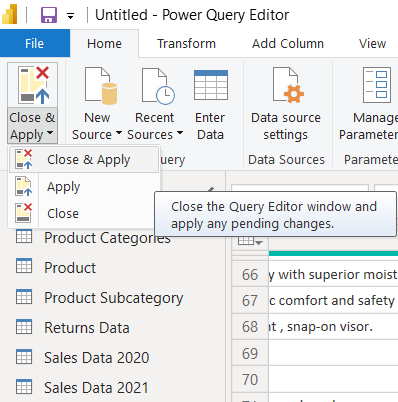 Untitled - Power Query Editor
File Home Transform Add Column View
Close & Apply
New Source
Recent Sources
Enter Data
Data source settings
Manage Parameters
Data Sources
Close & Apply
Apply
Close
Close the Query Editor window and
apply any pending changes.
Product Categories
Product
Product Subcategory
Returns Data
Sales Data 2020
Sales Data 2021
66 y with superior moist
67 c comfort and safety
68 nt , snap-on visor.
69
70